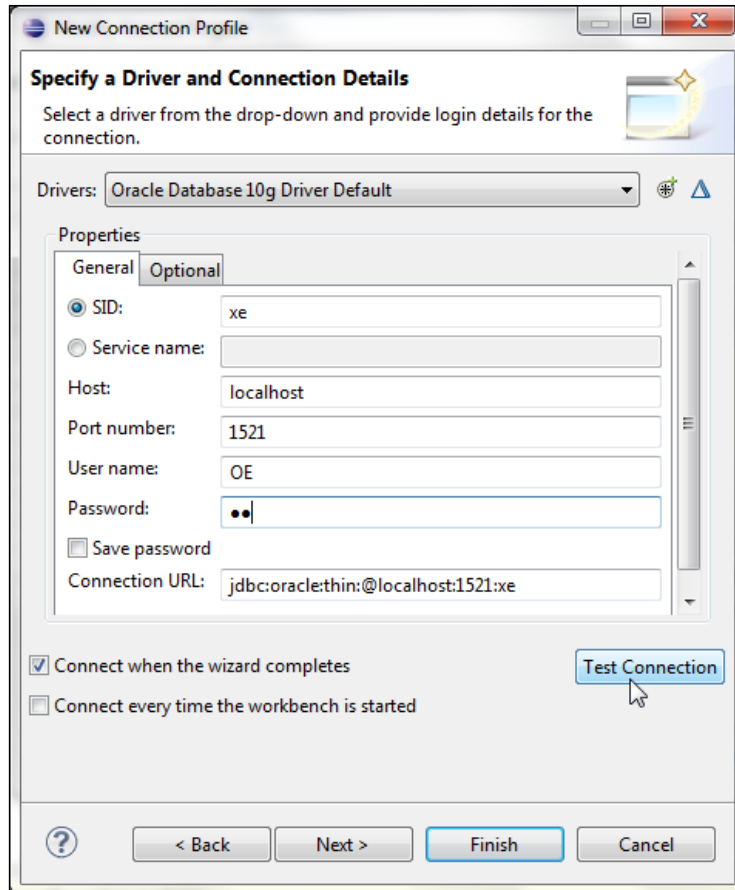 New Connection Profile
Specify a Driver and Connection Details
Select a driver from the drop-down and provide login details for the
connection.
Drivers: Oracle Database 10g Driver Default
Properties
General Optional
SID: xe
Service name:
Host: localhost
Port number: 1521
User name: OE
Password: ●●
Save password
Connection URL: jdbc:oracle:thin:@localhost:1521:xe
Connect when the wizard completes Test Connection
Connect every time the workbench is started
? < Back Next > Finish Cancel